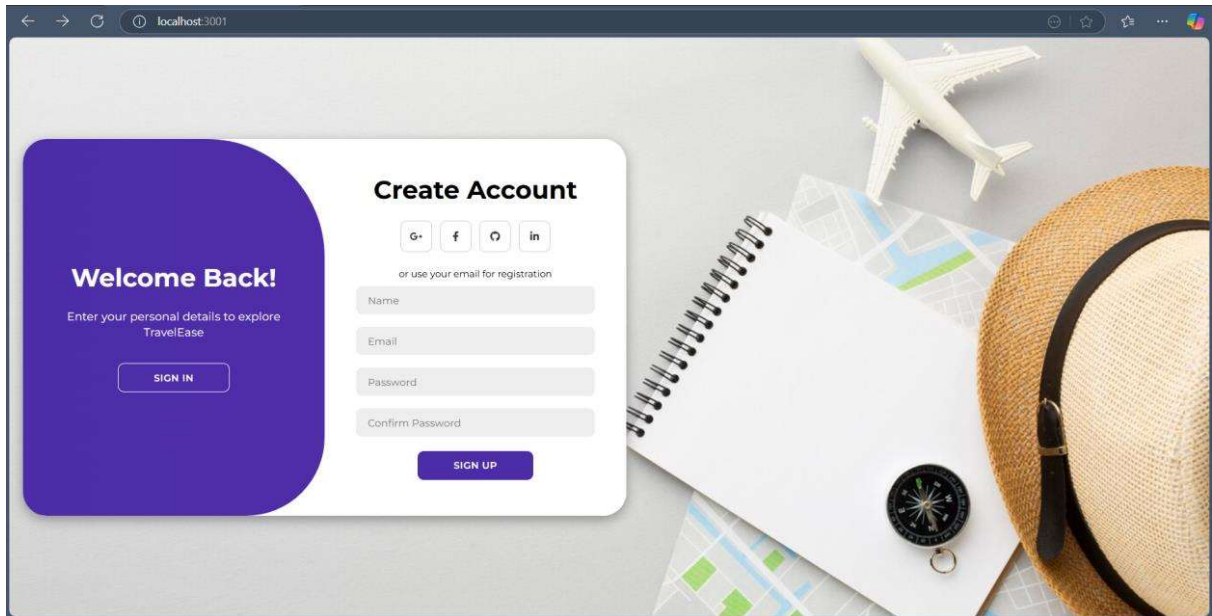 localhost:3001
Welcome Back!
Enter your personal details to explore
TravelEase
SIGN IN
Create Account
G+
f
in
or use your email for registration
Name
Email
Password
Confirm Password
SIGN UP
W
E